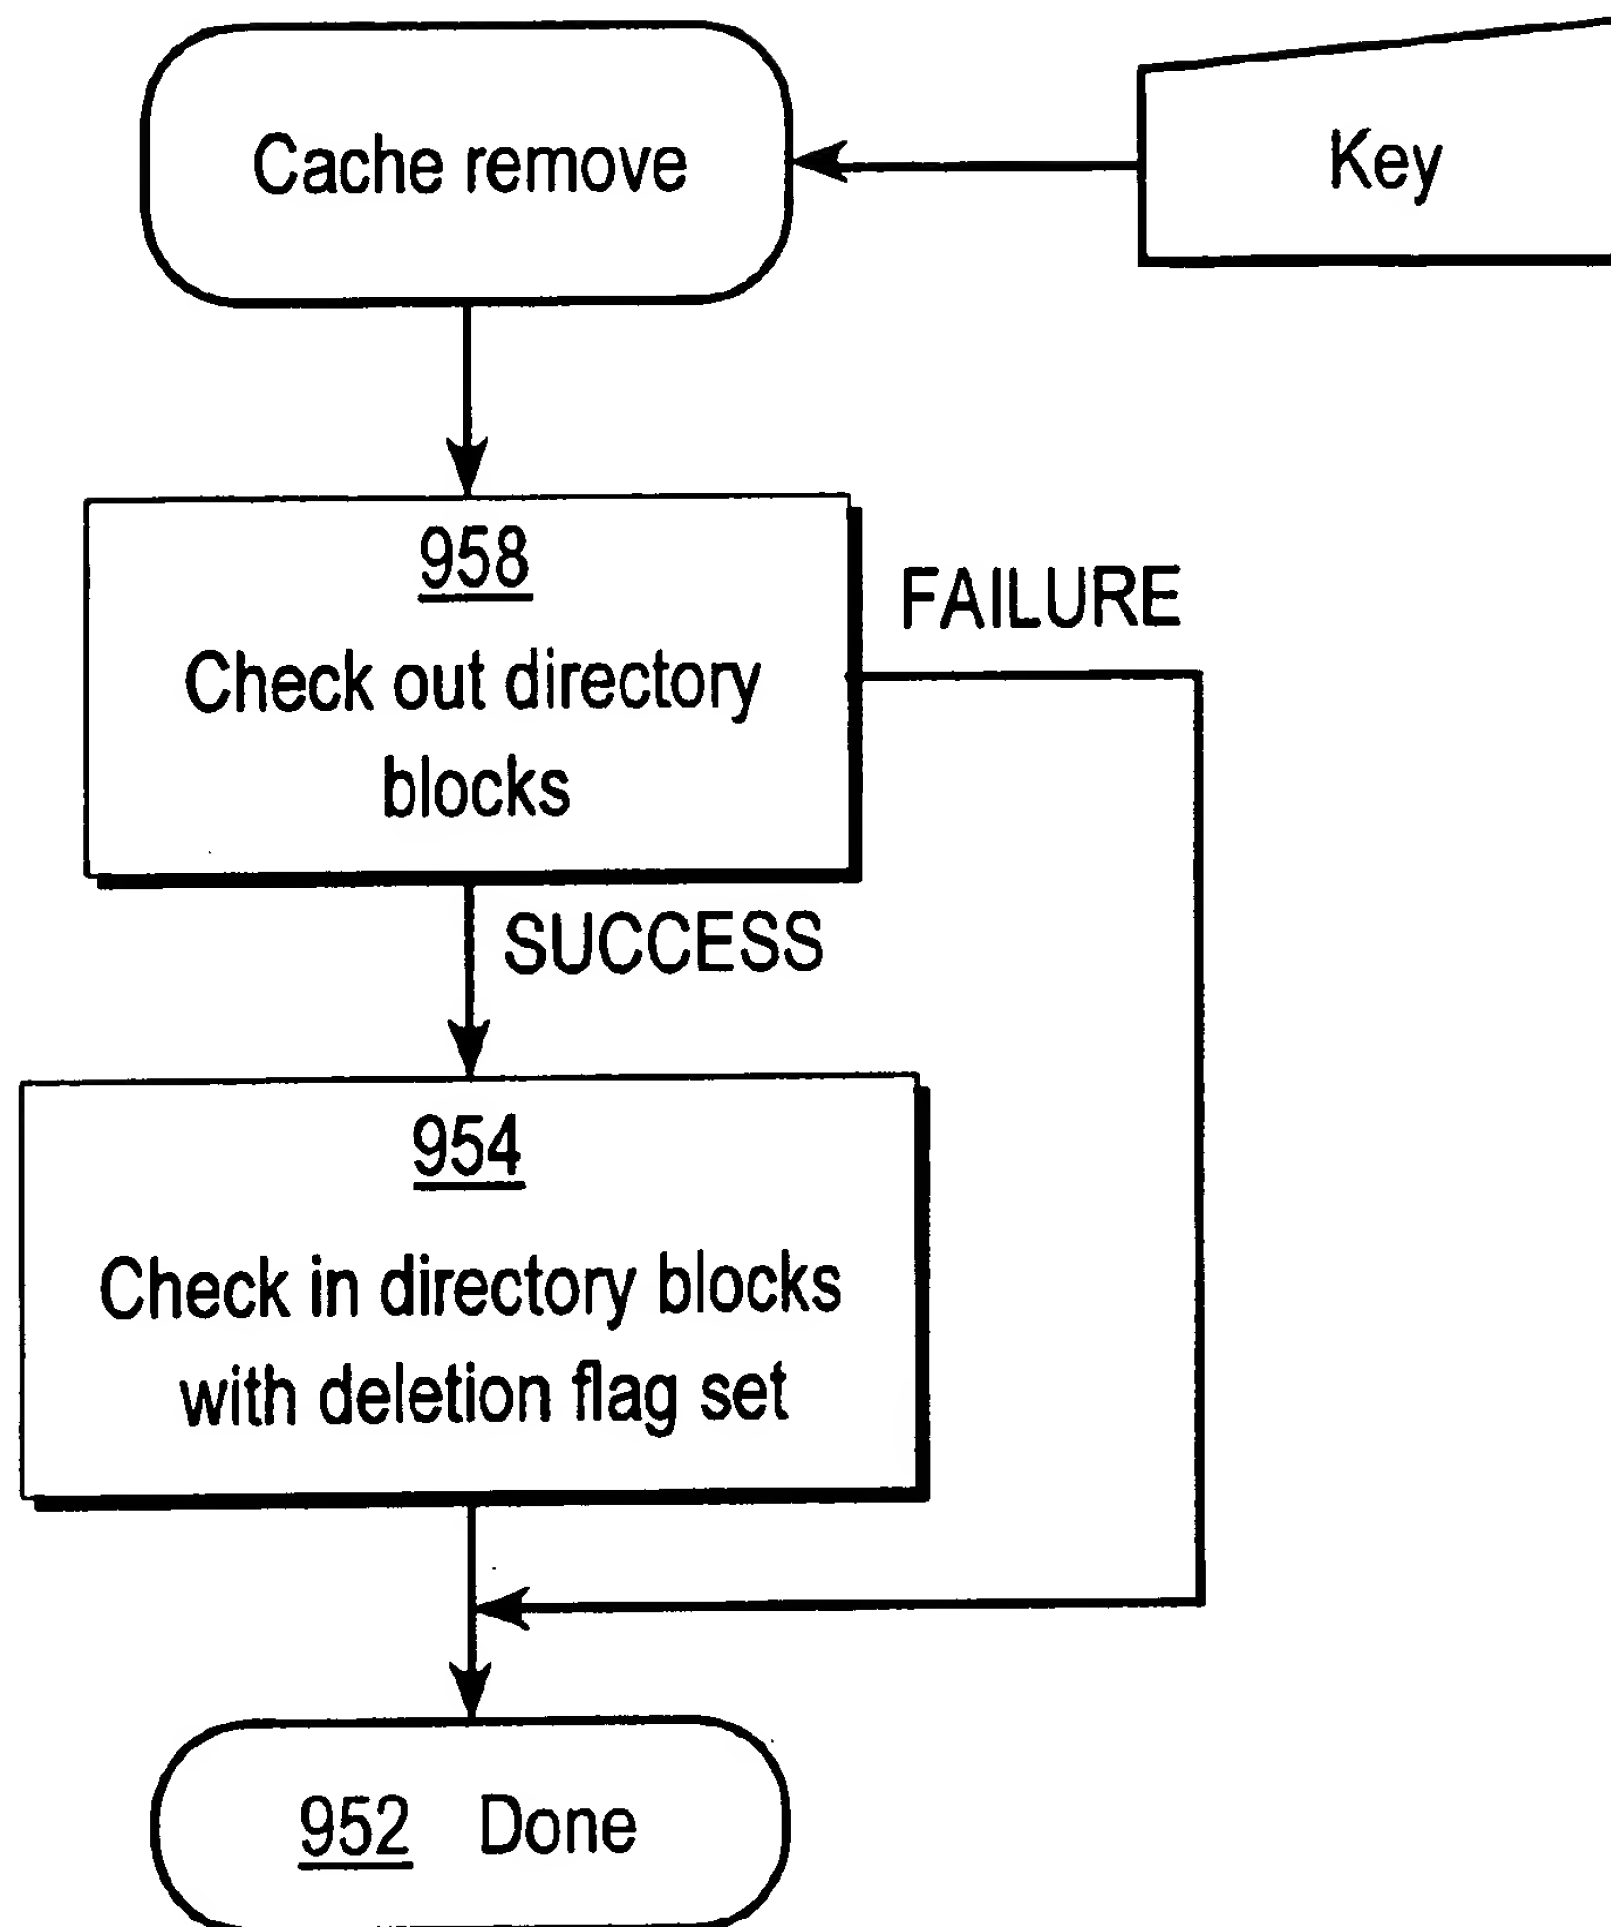 Cache remove
Key
958
FAILURE
Check out directory
blocks
SUCCESS
954
Check in directory blocks
with deletion flag set
952 Done